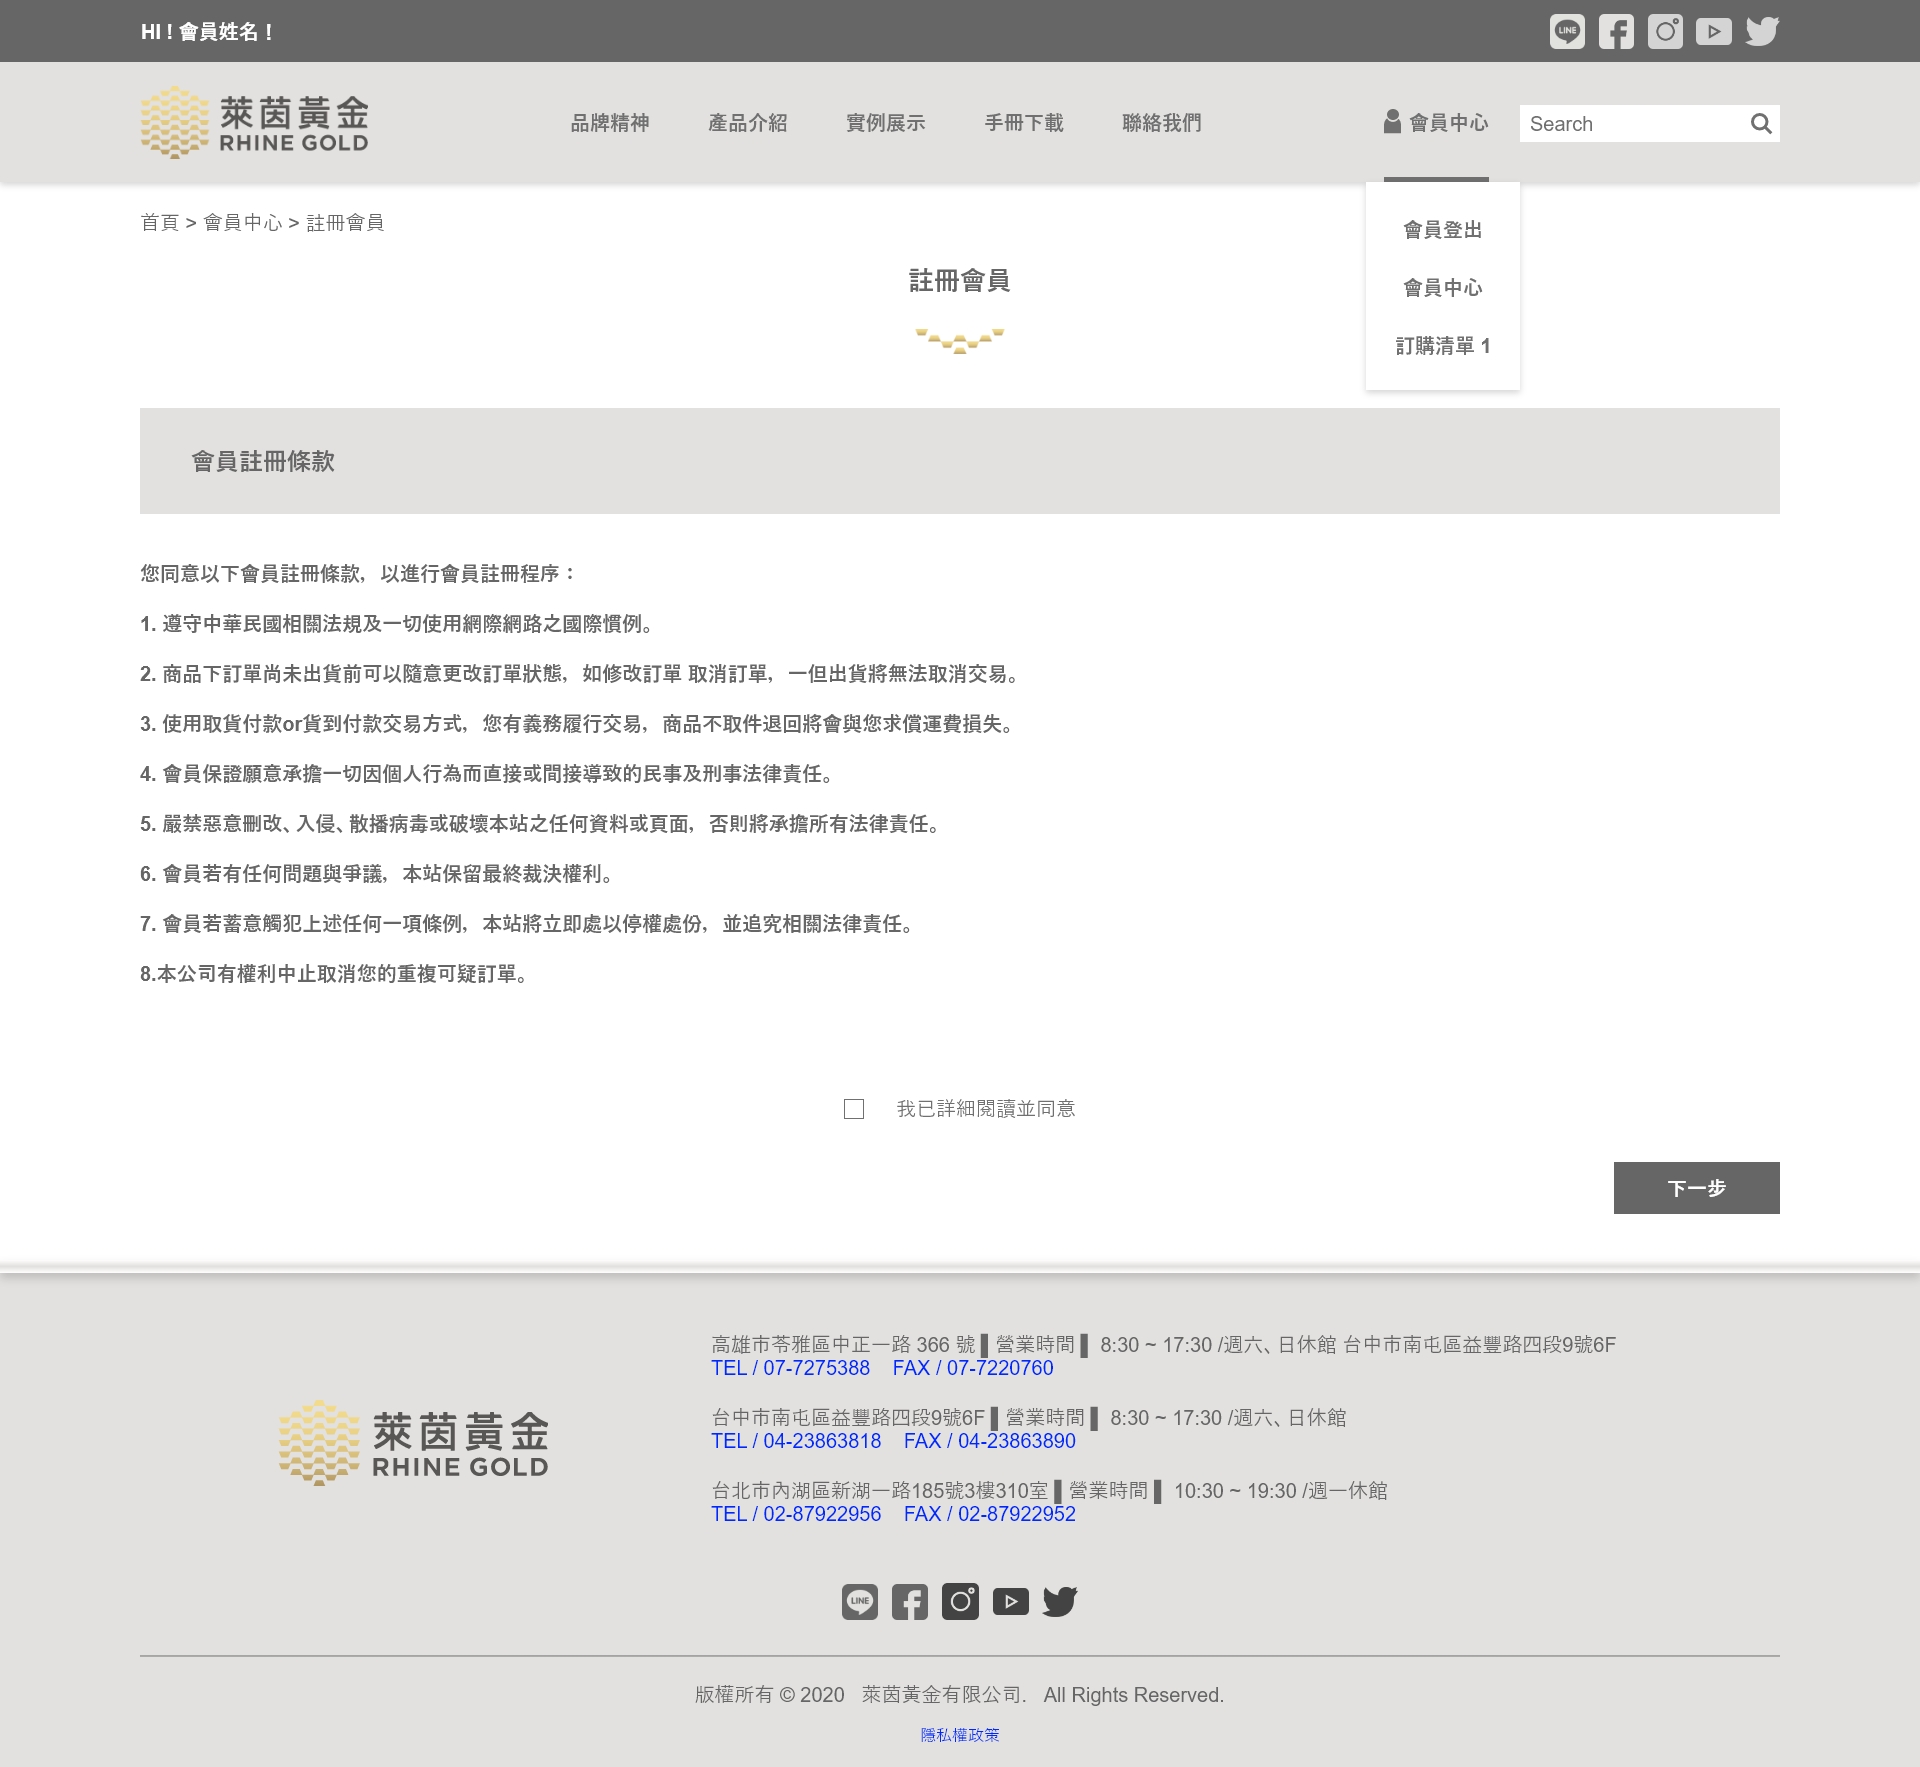 HI ! 會員姓名 !
LINE
萊茵黃金
RHINE GOLD
品牌精神
產品介紹
實例展示
手冊下載
聯絡我們
會員中心
Search
首頁 > 會員中心 > 註冊會員
會員登出
會員中心
訂購清單 1
註冊會員
會員註冊條款
您同意以下會員註冊條款，以進行會員註冊程序：
1. 遵守中華民國相關法規及一切使用網際網路之國際慣例。
2. 商品下訂單尚未出貨前可以隨意更改訂單狀態，如修改訂單 取消訂單，一但出貨將無法取消交易。
3. 使用取貨付款or貨到付款交易方式，您有義務履行交易，商品不取件退回將會與您求償運費損失。
4. 會員保證願意承擔一切因個人行為而直接或間接導致的民事及刑事法律責任。
5. 嚴禁惡意刪改、入侵、散播病毒或破壞本站之任何資料或頁面，否則將承擔所有法律責任。
6. 會員若有任何問題與爭議，本站保留最終裁決權利。
7. 會員若蓄意觸犯上述任何一項條例，本站將立即處以停權處份，並追究相關法律責任。
8.本公司有權利中止取消您的重複可疑訂單。
我已詳細閱讀並同意
下一步
萊茵黃金
RHINE GOLD
高雄市苓雅區中正一路 366 號 ▌營業時間 ▌ 8:30 ~ 17:30 /週六、日休館 台中市南屯區益豐路四段9號6F
TEL / 07-7275388 FAX / 07-7220760
台中市南屯區益豐路四段9號6F ▌營業時間 ▌ 8:30 ~ 17:30 /週六、日休館
TEL / 04-23863818 FAX / 04-23863890
台北市內湖區新湖一路185號3樓310室 ▌營業時間 ▌ 10:30 ~ 19:30 /週一休館
TEL / 02-87922956 FAX / 02-87922952
LINE
版權所有 © 2020 萊茵黃金有限公司. All Rights Reserved.
隱私權政策